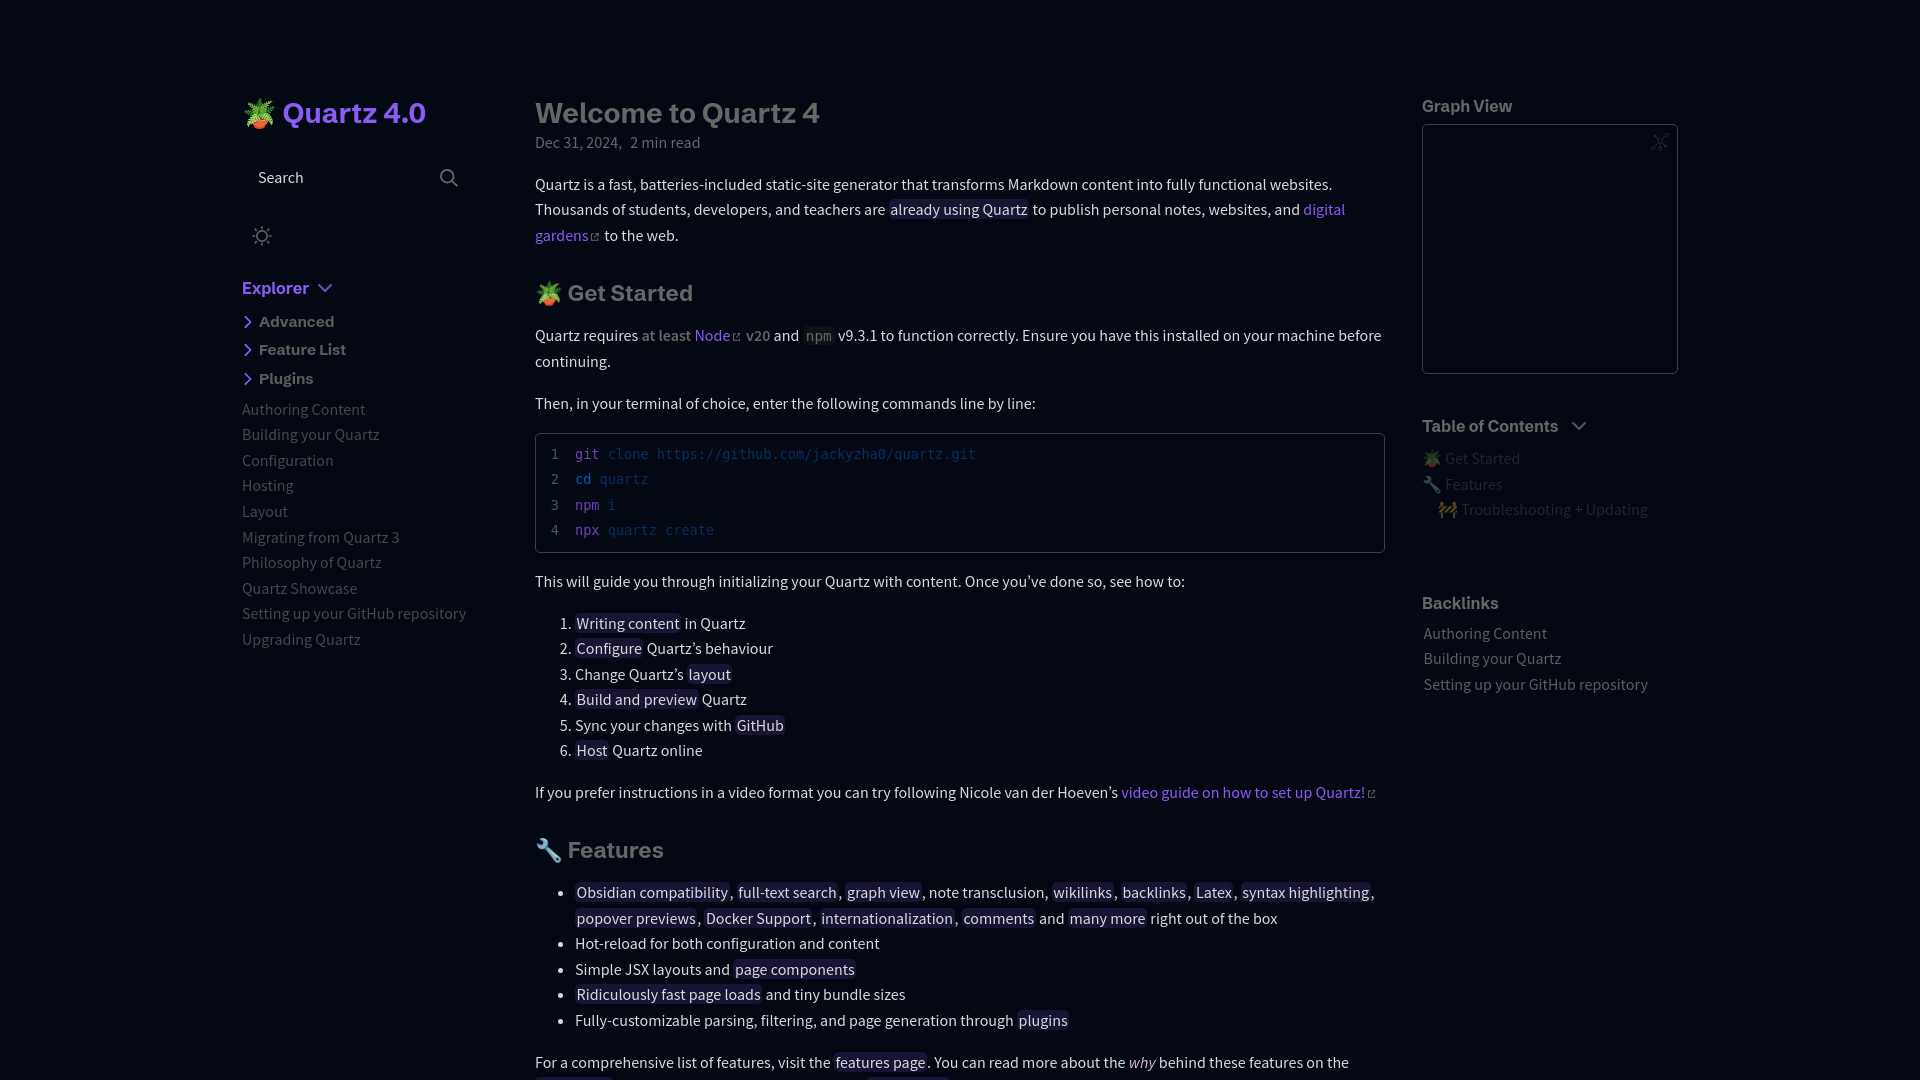 🪴 Quartz 4.0
Search
Explorer
Advanced
Feature List
Plugins
Authoring Content
Building your Quartz
Configuration
Hosting
Layout
Migrating from Quartz 3
Philosophy of Quartz
Quartz Showcase
Setting up your GitHub repository
Upgrading Quartz
Welcome to Quartz 4
Dec 31, 2024, 2 min read
Quartz is a fast, batteries-included static-site generator that transforms Markdown content into fully functional websites.
Thousands of students, developers, and teachers are already using Quartz to publish personal notes, websites, and digital
gardens to the web.
🪴 Get Started
Quartz requires at least Node v20 and npm v9.3.1 to function correctly. Ensure you have this installed on your machine before
continuing.
Then, in your terminal of choice, enter the following commands line by line:
1 git clone https://github.com/jackyzha0/quartz.git
2 cd quartz
3 npm i
4 npx quartz create
This will guide you through initializing your Quartz with content. Once you’ve done so, see how to:
1. Writing content in Quartz
2. Configure Quartz’s behaviour
3. Change Quartz’s layout
4. Build and preview Quartz
5. Sync your changes with GitHub
6. Host Quartz online
If you prefer instructions in a video format you can try following Nicole van der Hoeven’s video guide on how to set up Quartz!
🔧 Features
• Obsidian compatibility, full-text search, graph view, note transclusion, wikilinks, backlinks, Latex, syntax highlighting,
popover previews, Docker Support, internationalization, comments and many more right out of the box
• Hot-reload for both configuration and content
• Simple JSX layouts and page components
• Ridiculously fast page loads and tiny bundle sizes
• Fully-customizable parsing, filtering, and page generation through plugins
For a comprehensive list of features, visit the features page. You can read more about the why behind these features on the
Graph View
Table of Contents
🪴 Get Started
🔧 Features
🚧 Troubleshooting + Updating
Backlinks
Authoring Content
Building your Quartz
Setting up your GitHub repository